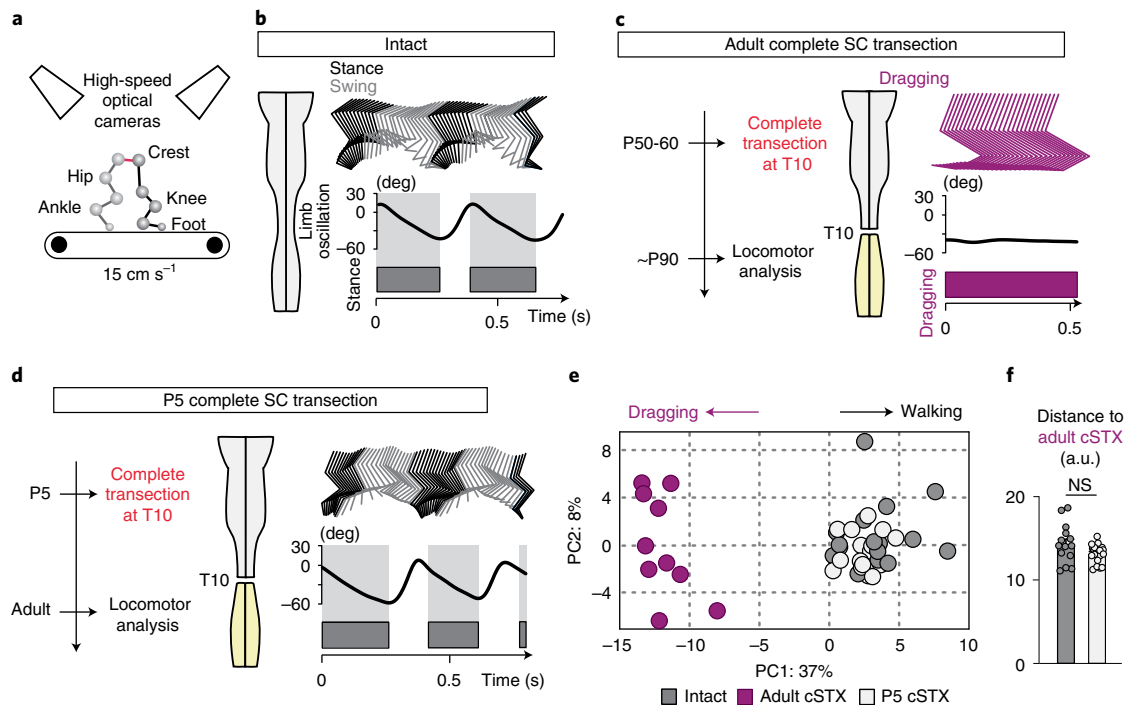 a
High-speed
optical
cameras
Crest
Hip
Knee
Ankle
Foot
15 cm s−1
b
Intact
Stance
Swing
(deg)
30
0
−60
Limb
oscillation
Stance
0
0.5
Time (s)
c
Adult complete SC transection
Dragging
P50-60
Complete
transection
at T10
(deg)
30
0
−60
T10
~P90
Locomotor
analysis
Dragging
0
0.5
d
P5 complete SC transection
P5
Complete
transection
at T10
(deg)
30
0
−60
T10
Adult
Locomotor
analysis
0
0.5
Time (s)
e
Dragging
Walking
PC2: 8%
8
4
0
−4
−15
−10
−5
0
5
10
PC1: 37%
Intact
Adult cSTX
P5 cSTX
f
Distance to
adult cSTX
(a.u.)
NS
20
10
0